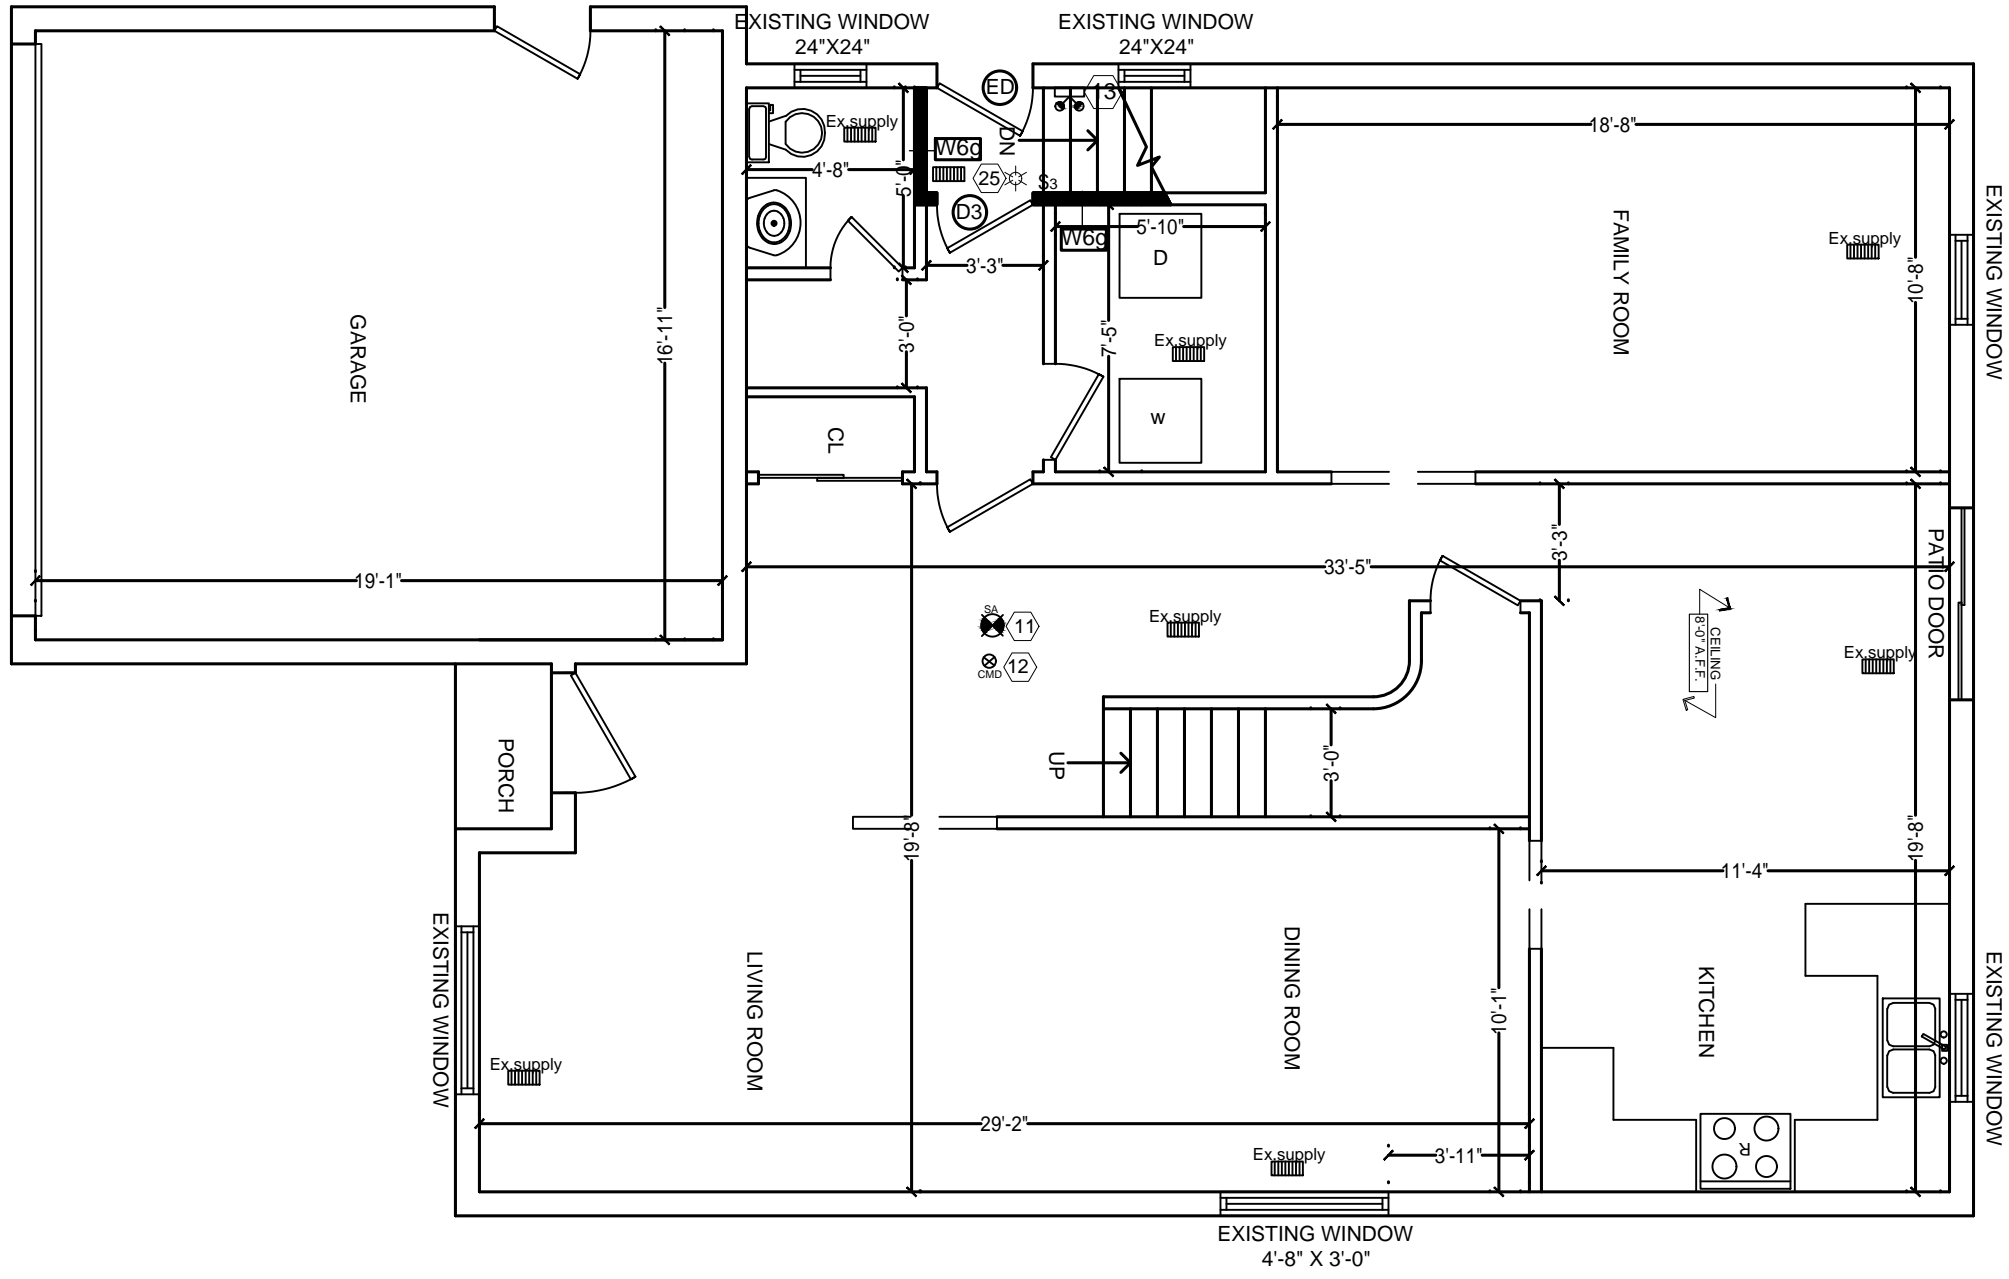 EXISTING WINDOW
24"X24"
EXISTING WINDOW
24"X24"
ED
13
Ex.supply
DN
W6g
18'-8"
4'-8"
5'-0"
25
S3
D3
5'-10"
W6g
D
3'-3"
FAMILY ROOM
Ex.supply
10'-8"
EXISTING WINDOW
GARAGE
16'-11"
3'-0"
7'-5"
Ex.supply
CL
w
3'-3"
33'-5"
19'-1"
PATIO DOOR
SA
11
CMD
12
Ex.supply
CEILING
8'-0" A.F.F.
Ex.supply
PORCH
UP
3'-0"
19'-8"
19'-8"
11'-4"
EXISTING WINDOW
LIVING ROOM
DINING ROOM
10'-1"
KITCHEN
EXISTING WINDOW
Ex.supply
29'-2"
Ex.supply
3'-11"
R
EXISTING WINDOW
4'-8" X 3'-0"